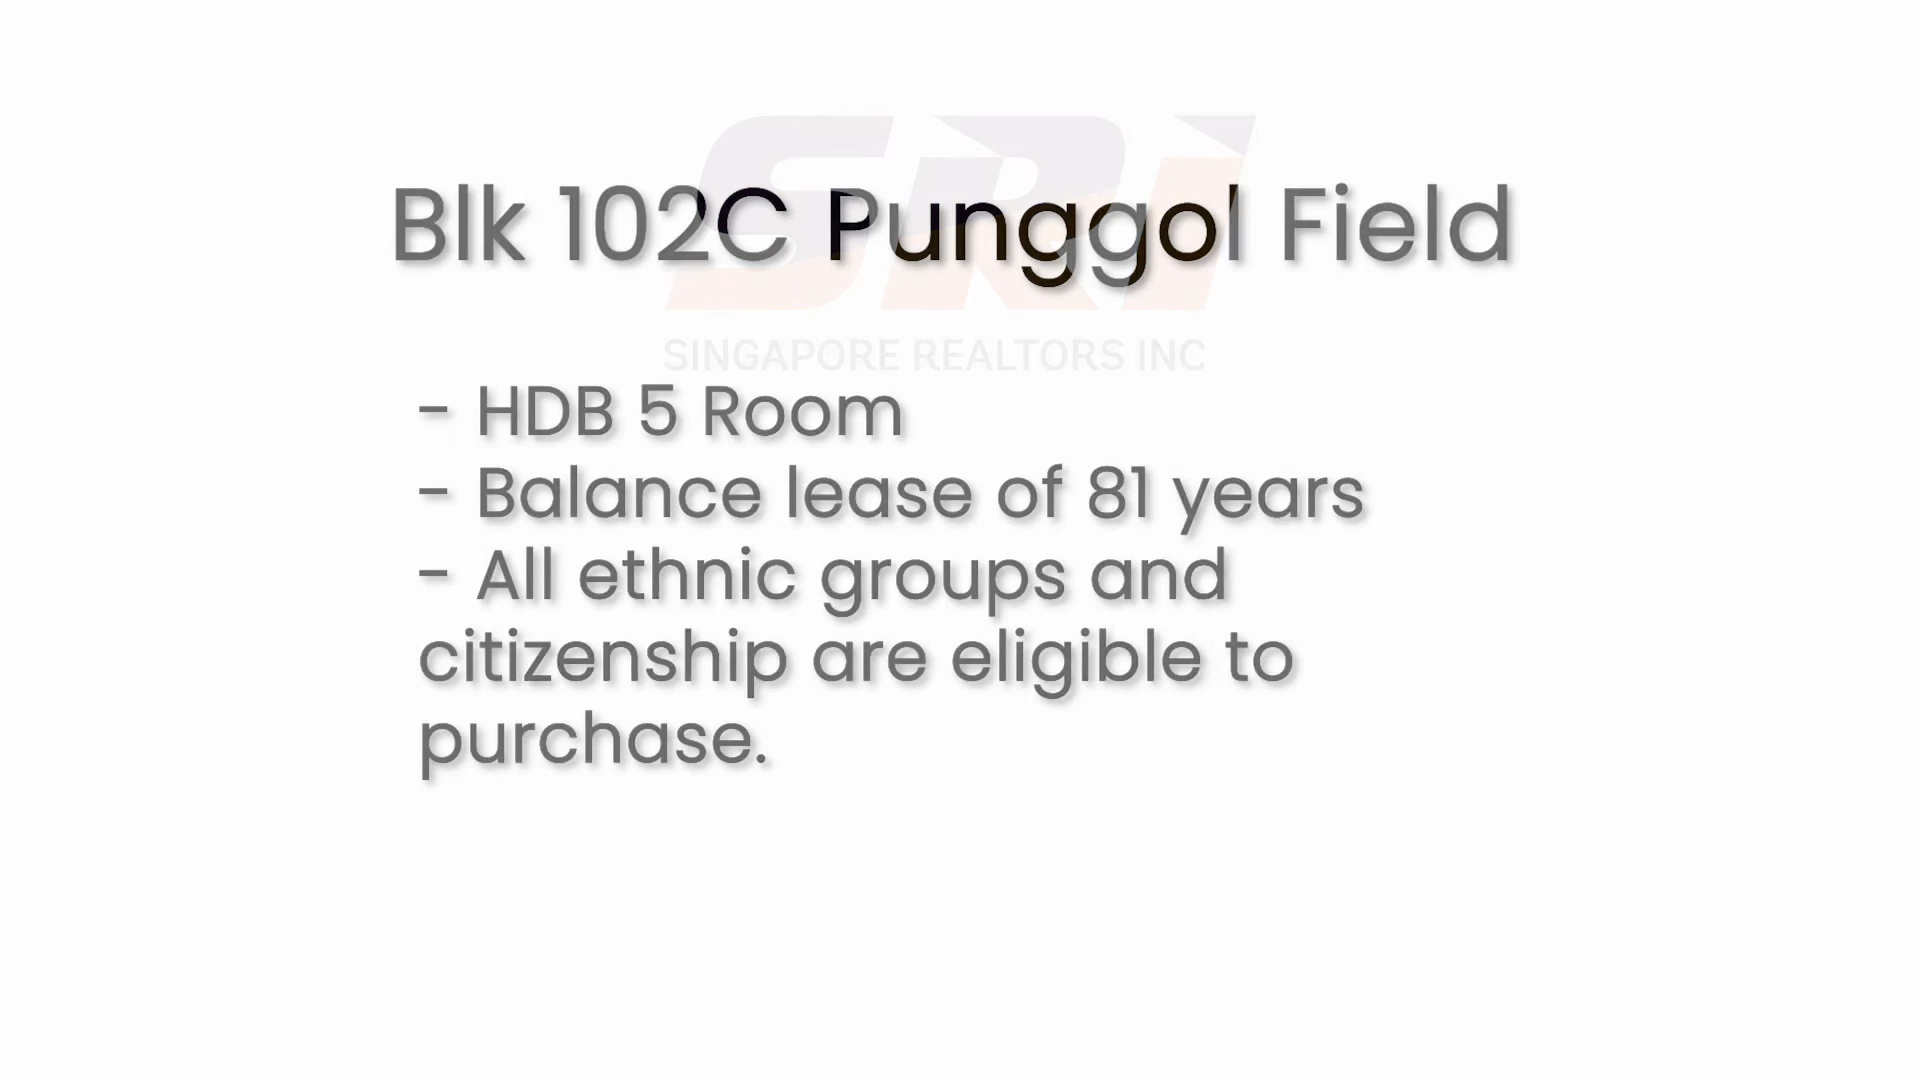 SRI
Blk 102C Punggol Field
SINGAPORE REALTORS INC
- HDB 5 Room
- Balance lease of 81 years
- All ethnic groups and
citizenship are eligible to
purchase.